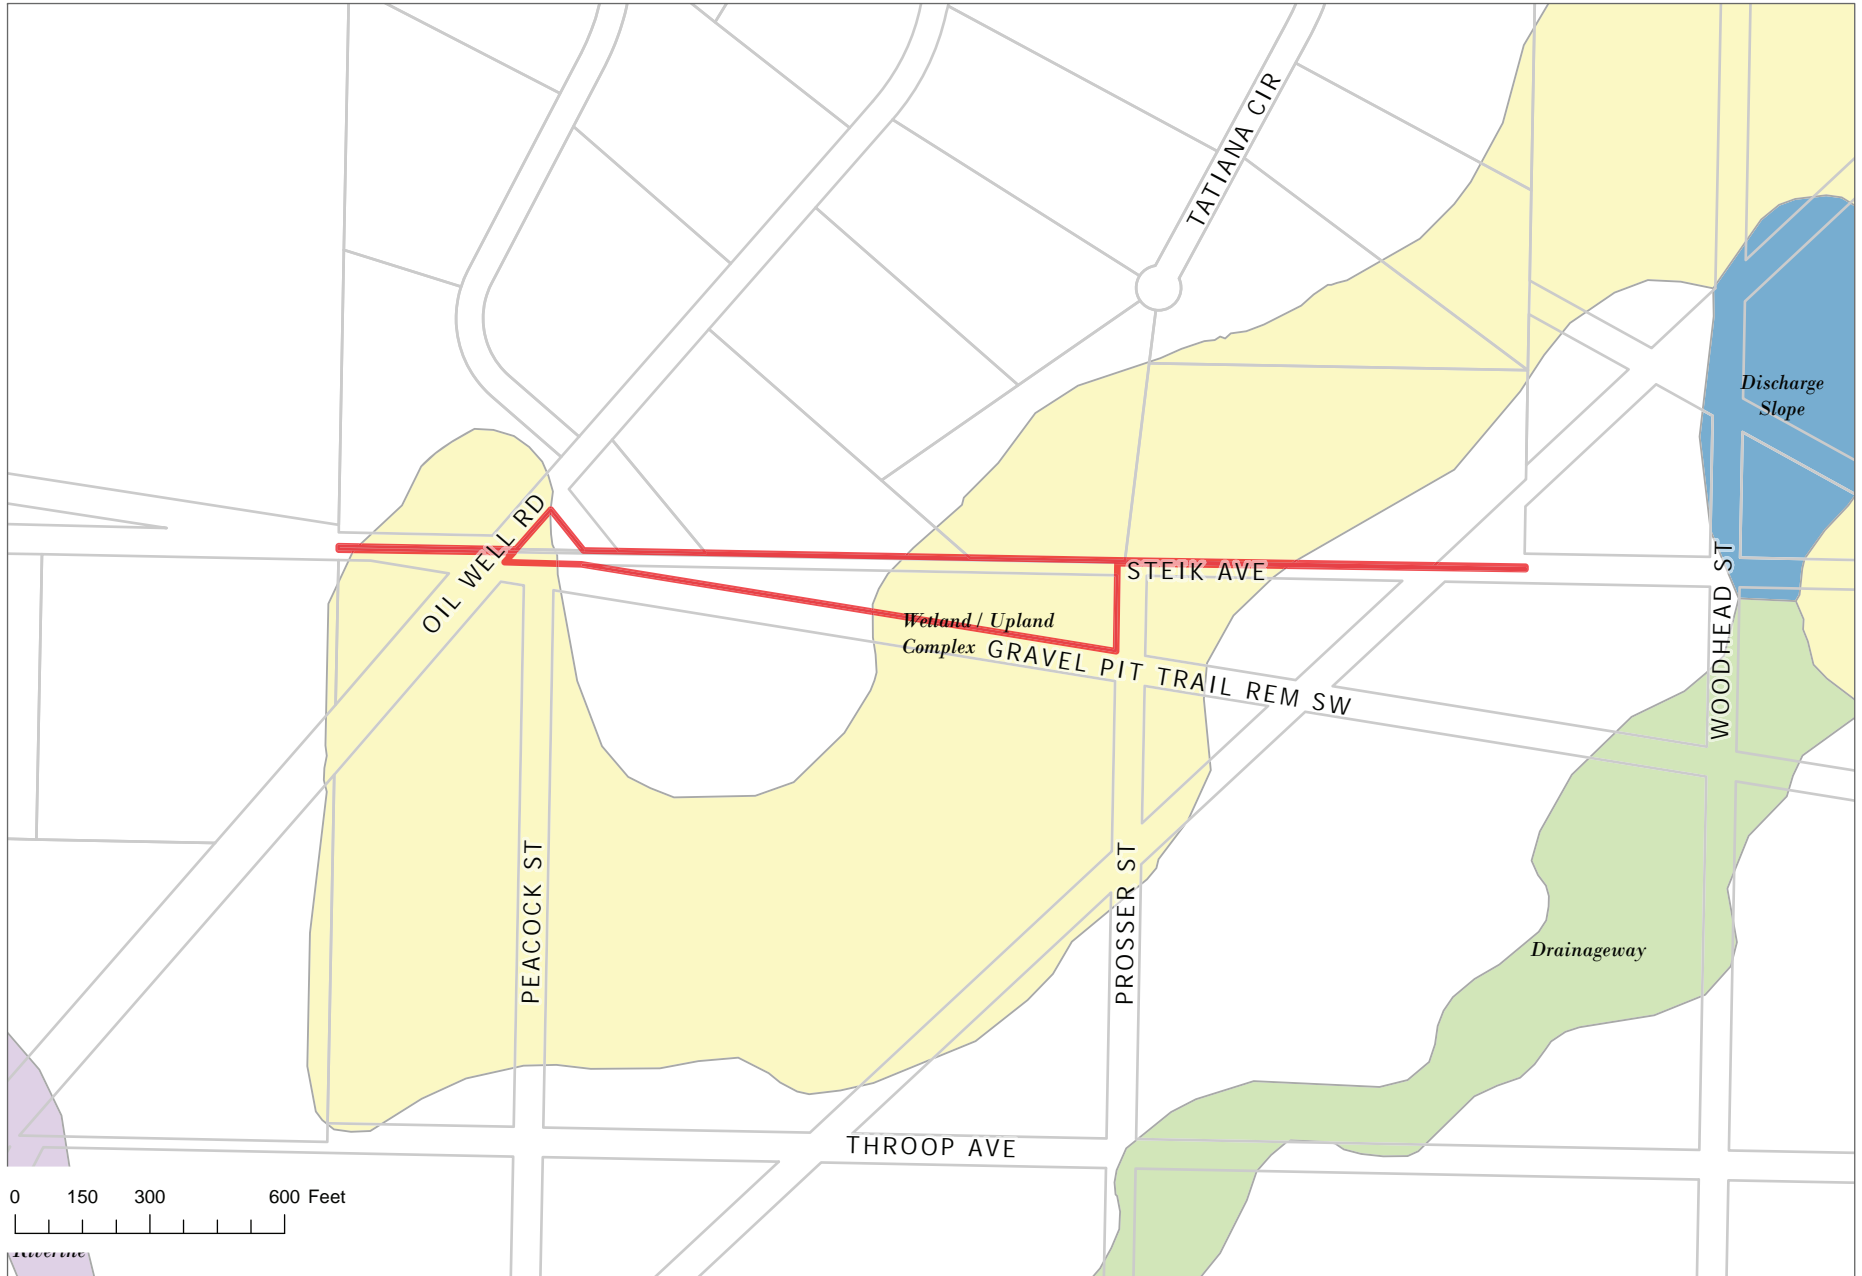 TATIANA CIR
Discharge
Slope
OIL WELL RD
STEIK AVE
Wetland / Upland
Complex
GRAVEL PIT TRAIL REM SW
WOODHEAD ST
PEACOCK ST
PROSSER ST
Drainageway
THROOP AVE
0 150 300 600 Feet
Riverine